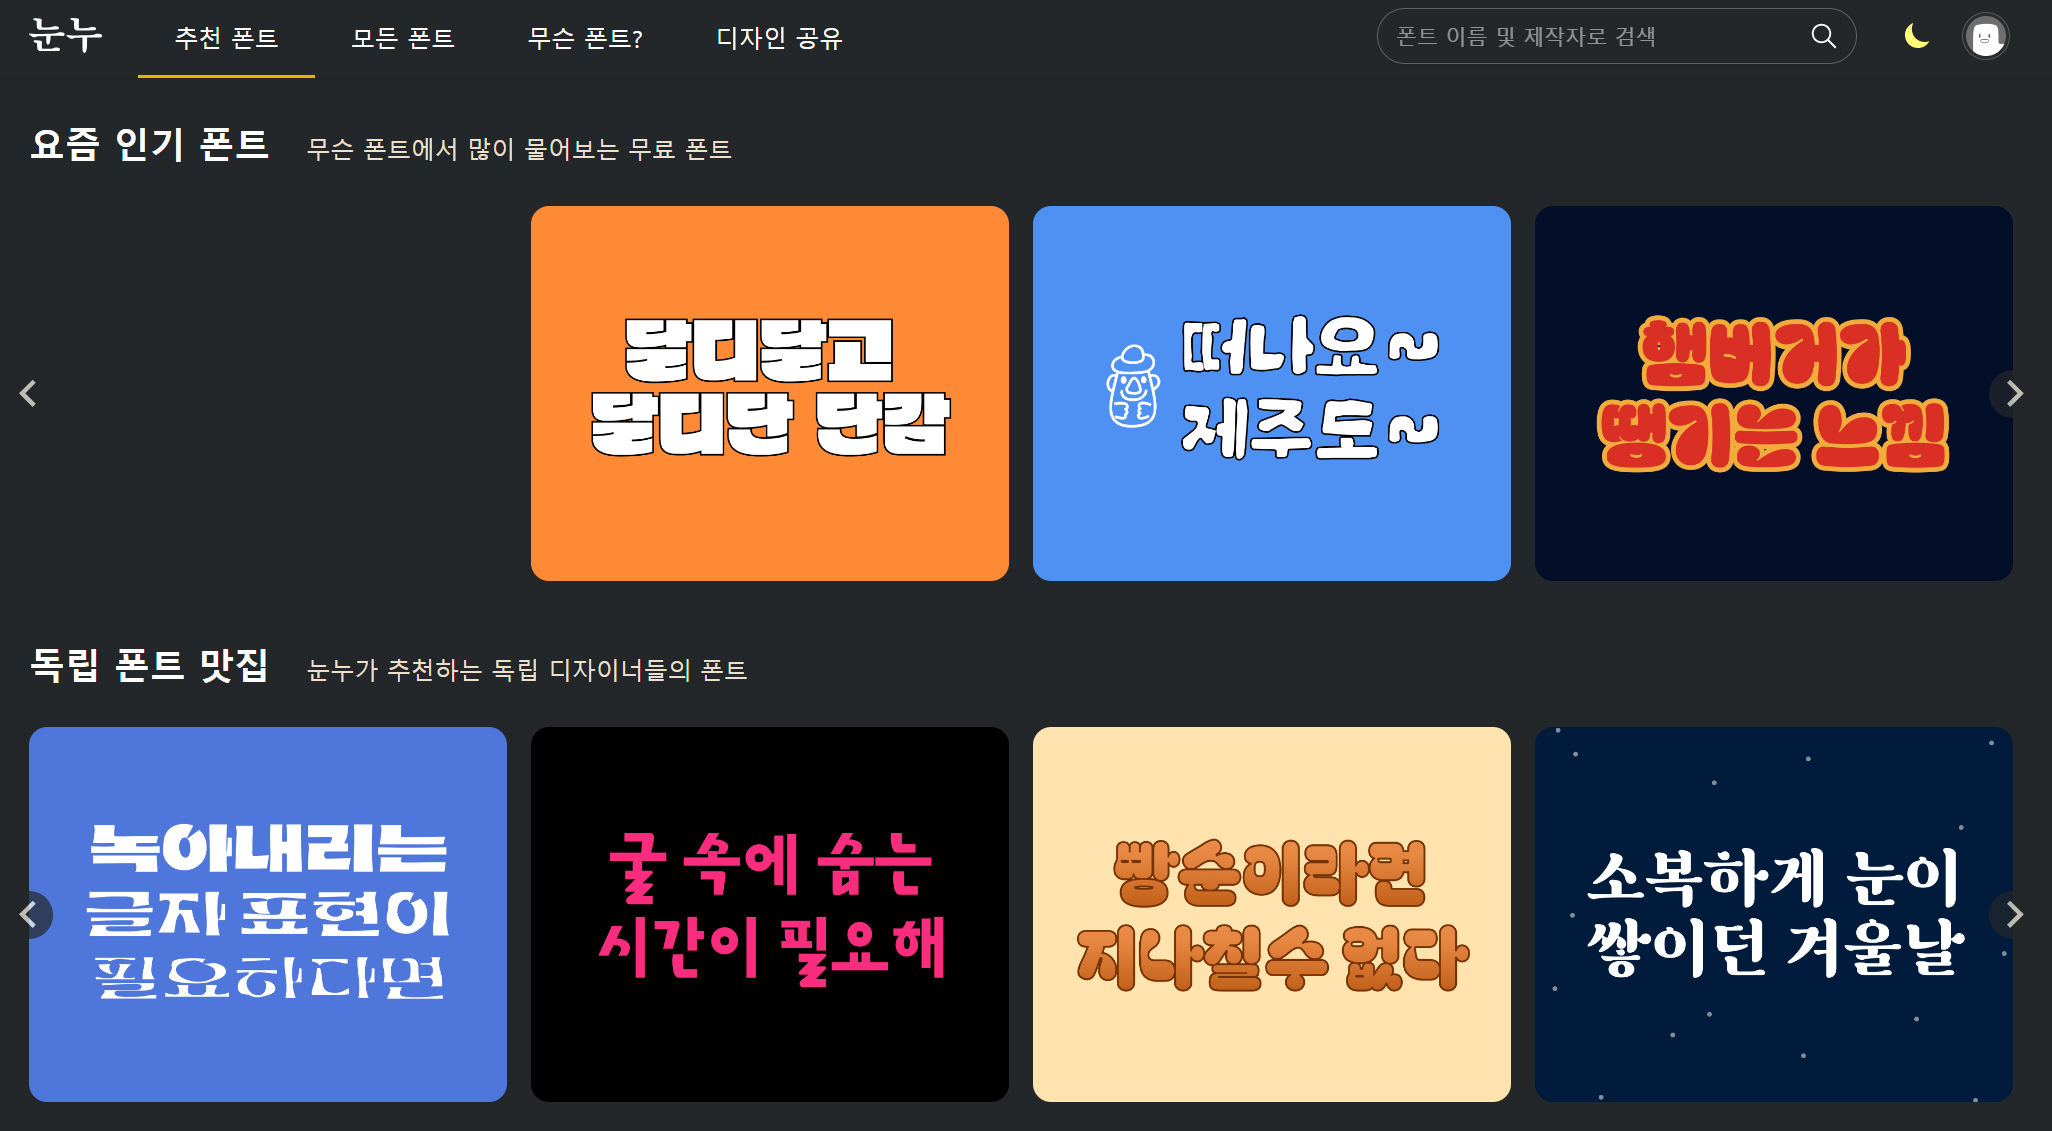 눈누
추천 폰트
모든 폰트
무슨 폰트?
디자인 공유
폰트 이름 및 제작자로 검색
요즘 인기 폰트
무슨 폰트에서 많이 물어보는 무료 폰트
달디달고
달디단 단감
떠나요~
제주도~
햄버거가
땡기는 느낌
독립 폰트 맛집
눈누가 추천하는 독립 디자이너들의 폰트
녹아내리는
글자 표현이
필요하다면
굴 속에 숨는
시간이 필요해
빵순이라면
지나칠수 없다
소복하게 눈이
쌓이던 겨울날